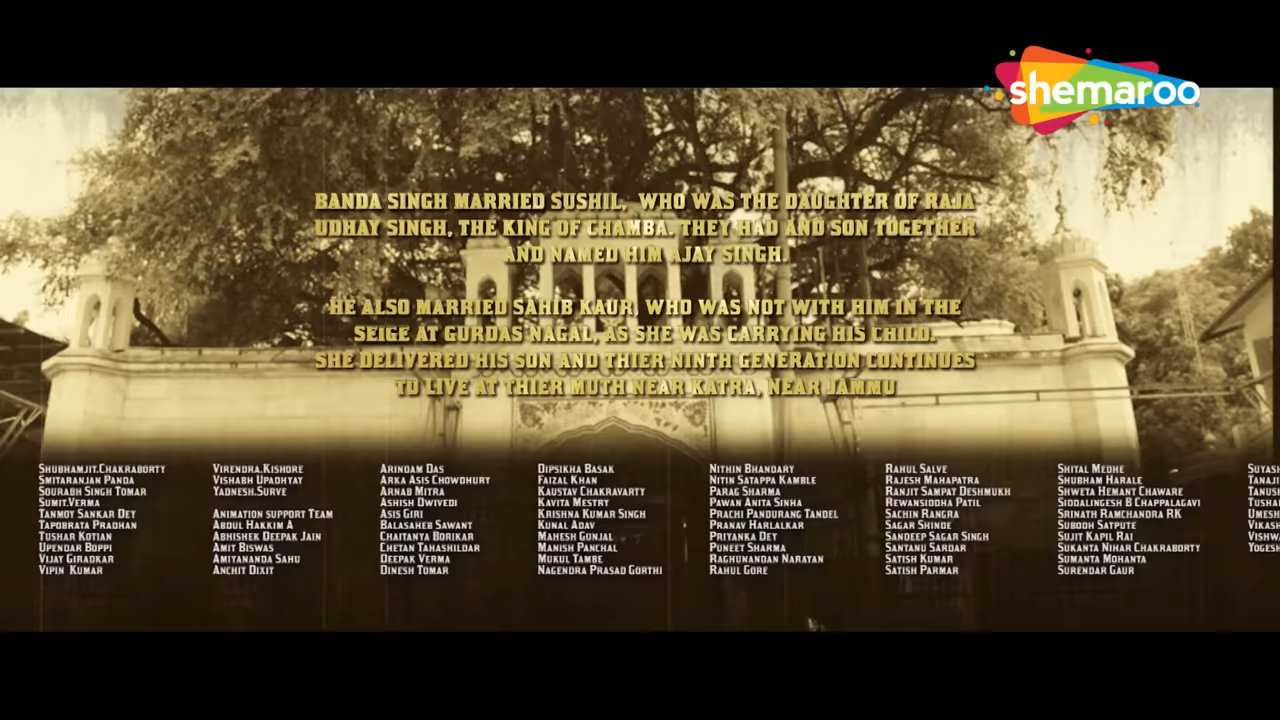 shemaroo
BANDA SINGH MARRIED SUSHIL, WHO WAS THE DAUGHTER OF RAJA
UDHAY SINGH, THE KING OF CHAMBA. THEY HAD AND SON TOGETHER
AND NAMED HIM AJAY SINGH.
HE ALSO MARRIED SAHIB KAUR, WHO WAS NOT WITH HIM IN THE
SEIGE AT GURDAS NAGAL, AS SHE WAS CARRYING HIS CHILD.
SHE DELIVERED HIS SON AND THIER NINTH GENERATION CONTINUES
TO LIVE AT THIER MUTH NEAR KATRA, NEAR JAMMU
SHUBHAMJIT.CHAKRABORTY
SMITARANJAN PANDA
SOURABH SINGH TOMAR
SUMIT.VERMA
TANMOT SANKAR DEY
TAPOBRATA PRADHAN
TUSHAR KOTIAN
UPENDAR BOPPI
VIJAY GIRADKAR
VIPIN KUMAR
VIRENDRA.KISHORE
VISHABH UPADHYAY
YADNESH.SURVE
ANIMATION SUPPORT TEAM
ABDUL HAKKIM A
ABHISHEK DEEPAK JAIN
AMIT BISWAS
AMIYANANDA SAHU
ANCHIT DIXIT
ARINDAM DAS
ARKA ASIS CHOWDHURY
ARNAB MITRA
ASHISH DWIVEDI
ASIS GIRI
BALASAHEB SAWANT
CHAITANYA BORIKAR
CHETAN TAHASHILDAR
DEEPAK VERMA
DINESH TOMAR
DIPSIKHA BASAK
FAIZAL KHAN
KAUSTAV CHAKRAVARTY
KAVITA MESTRY
KRISHNA KUMAR SINGH
KUNAL ADAV
MAHESH GUNJAL
MANISH PANCHAL
MUKUL TAMBE
NAGENDRA PRASAD GORTHI
NITHIN BHANDARY
NITIN SATAPPA KAMBLE
PARAG SHARMA
PAWAN ANITA SINHA
PRACHI PANDURANG TANDEL
PRANAV HARLALKAR
PRIYANKA DEY
PUNEET SHARMA
RAGHUNANDAN NARAYAN
RAHUL GORE
RAHUL SALVE
RAJESH MAHAPATRA
RANJIT SAMPAT DESHMUKH
REWANSIDDHA PATIL
SACHIN RANGRA
SAGAR SHINDE
SANDEEP SAGAR SINGH
SANTANU SARDAR
SATISH KUMAR
SATISH PARMAR
SHITAL MEDHE
SHUBHAM HARALE
SHWETA HEMANT CHAWARE
SIDDALINGESH B CHAPPALAGAVI
SRINATH RAMCHANDRA RK
SUBODH SATPUTE
SUJIT KAPIL RAI
SUKANTA NIHAR CHAKRABORTY
SUMANTA MOHANTA
SURENDAR GAUR